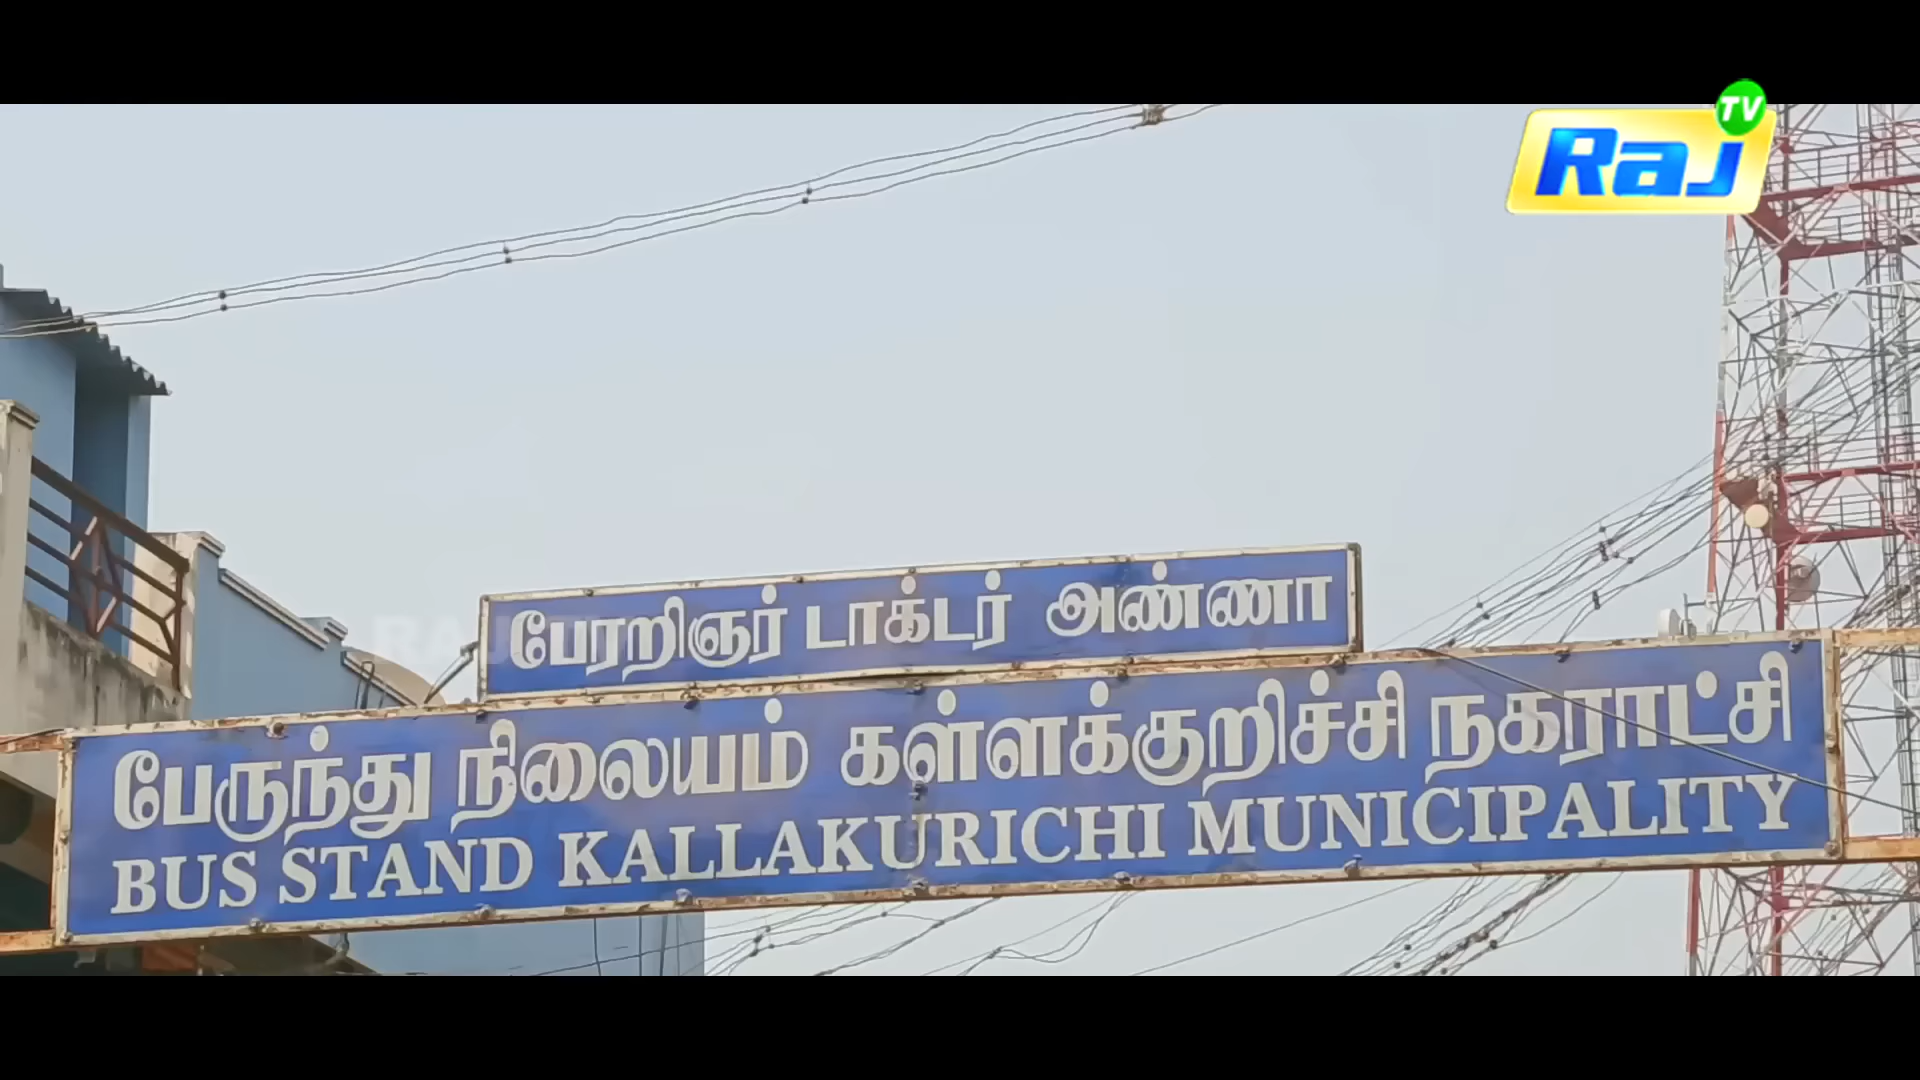 TV
Raj
பேரறிஞர் டாக்டர் அண்ணா
பேருந்து நிலையம் கள்ளக்குறிச்சி நகராட்சி
BUS STAND KALLAKURICHI MUNICIPALITY